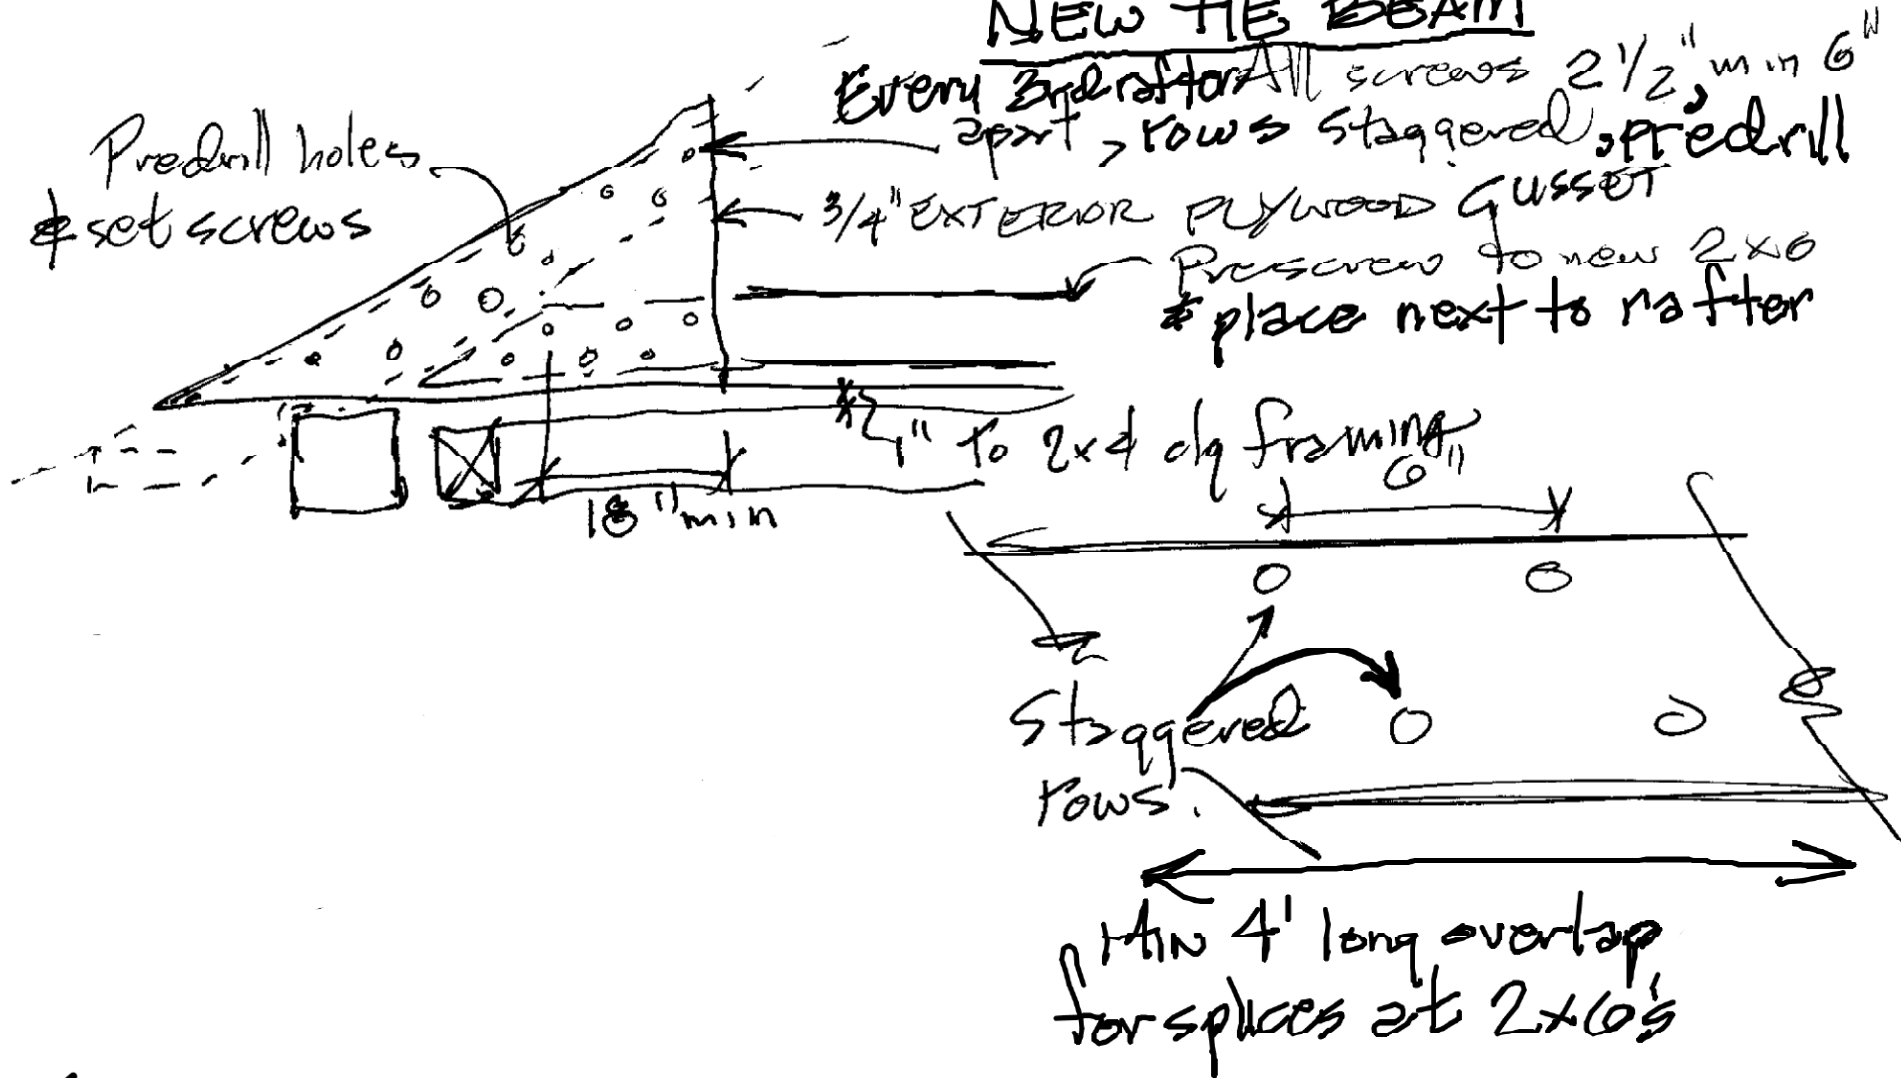 NEW TIE BEAM
Every 3rd raftor All screws 2 1/2", min 6"
apart, rows staggered, predrill
Predrill holes
& set screws
3/4" EXTERIOR PLYWOOD GUSSET
Prescrew to new 2x6
& place next to rafter
1" To 2x4 clg framing
18" min
6"
Staggered
rows.
MIN 4' long overlap
for splices at 2x6's